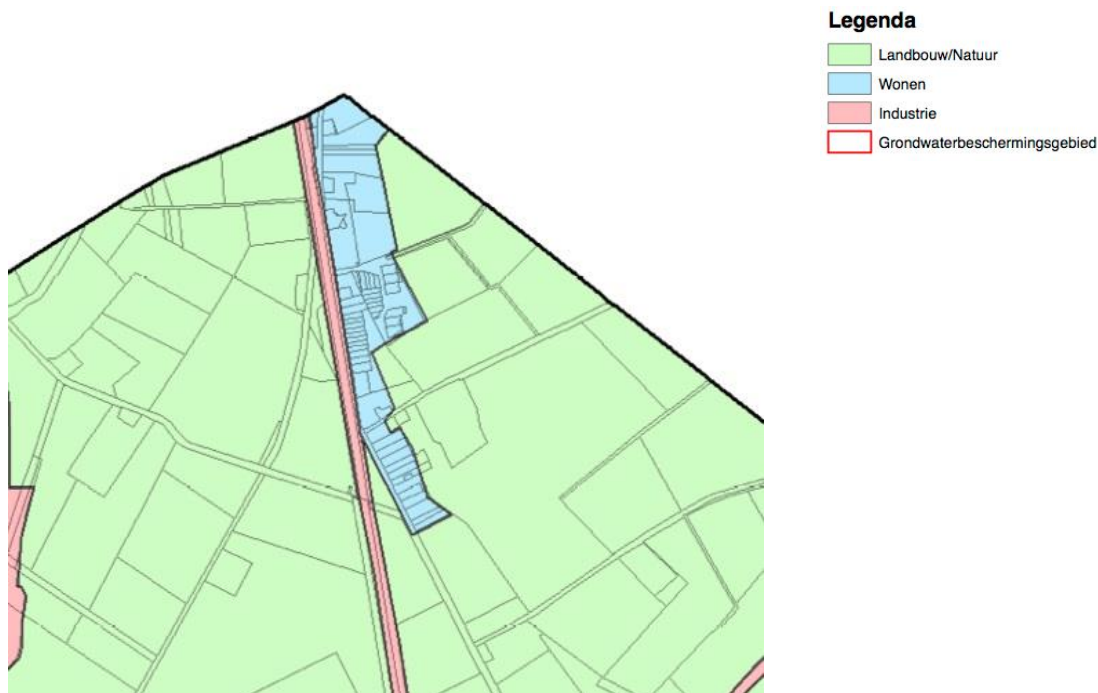 Legenda
Landbouw/Natuur
Wonen
Industrie
Grondwaterbeschermingsgebied